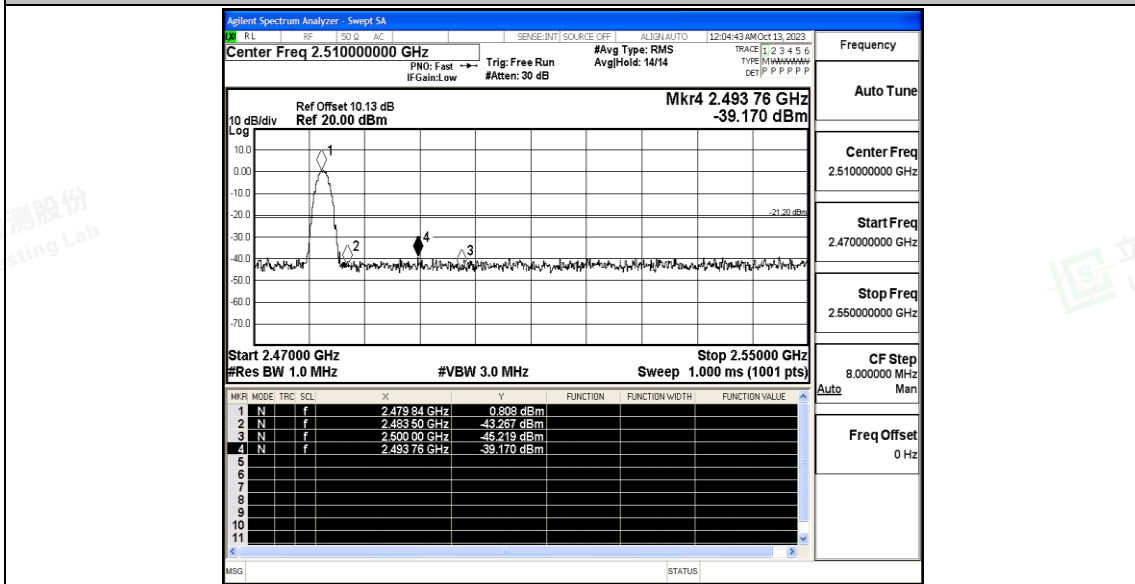 Agilent Spectrum Analyzer - Swept SA
RL RF 50 Ω AC SENSE:INT SOURCE OFF ALIGN AUTO 12:04:43 AM Oct 13, 2023
Center Freq 2.510000000 GHz
PNO: Fast
IFGain:Low
Trig: Free Run
#Atten: 30 dB
#Avg Type: RMS
Avg|Hold: 14/14
TRACE 1 2 3 4 5 6
TYPE M
DET P P P P P P
Ref Offset 10.13 dB
10 dB/div Ref 20.00 dBm
Log
Mkr4 2.493 76 GHz
-39.170 dBm
10.0
0.00
-10.0
-20.0
-30.0
-40.0
-50.0
-60.0
-70.0
1
2
4
3
-21.20 dBm
Start 2.47000 GHz Stop 2.55000 GHz
#Res BW 1.0 MHz #VBW 3.0 MHz Sweep 1.000 ms (1001 pts)
MKR MODE TRC SCL X Y FUNCTION FUNCTION WIDTH FUNCTION VALUE
1 N f 2.479 84 GHz 0.808 dBm
2 N f 2.483 50 GHz -43.267 dBm
3 N f 2.500 00 GHz -45.219 dBm
4 N f 2.493 76 GHz -39.170 dBm
5
6
7
8
9
10
11
MSG STATUS
Frequency
Auto Tune
Center Freq
2.510000000 GHz
Start Freq
2.470000000 GHz
Stop Freq
2.550000000 GHz
CF Step
8.000000 MHz
Auto Man
Freq Offset
0 Hz
测股份
sting Lab
立